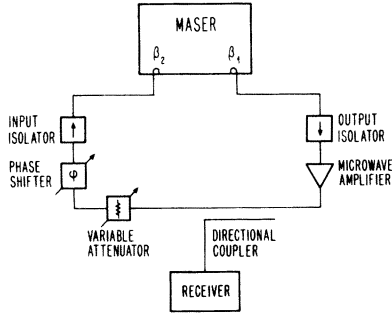 MASER
β2
β1
INPUT
ISOLATOR
OUTPUT
ISOLATOR
PHASE
SHIFTER
φ
MICROWAVE
AMPLIFIER
VARIABLE
ATTENUATOR
DIRECTIONAL
COUPLER
RECEIVER